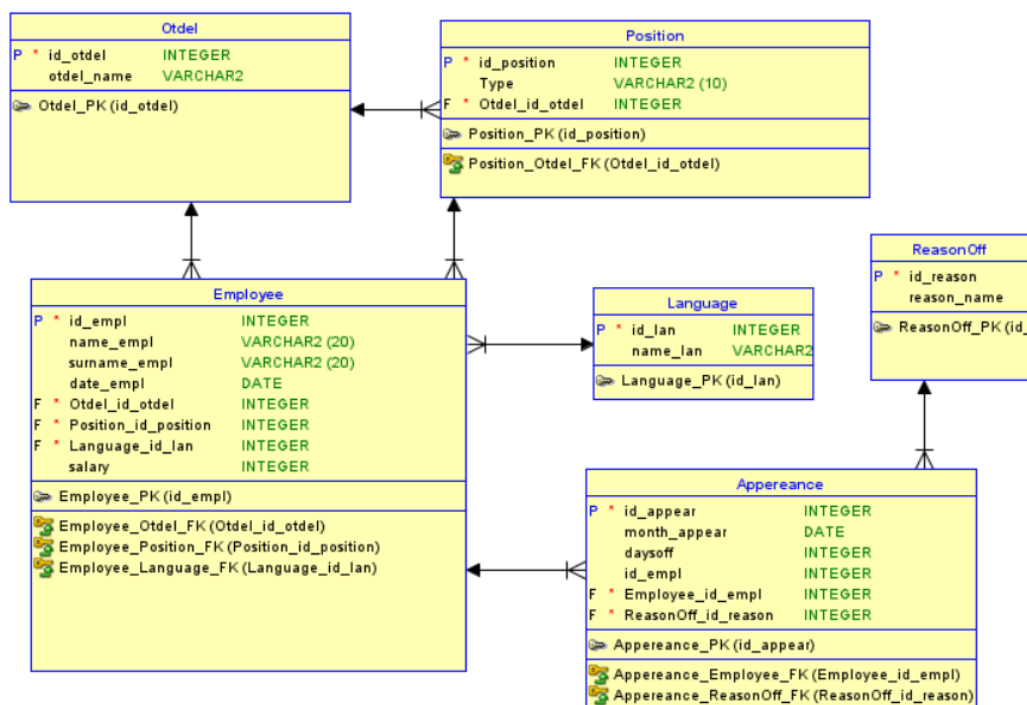 Otdel
P * id_otdel INTEGER
otdel_name VARCHAR2
Otdel_PK (id_otdel)
Position
P * id_position INTEGER
Type VARCHAR2 (10)
F * Otdel_id_otdel INTEGER
Position_PK (id_position)
Position_Otdel_FK (Otdel_id_otdel)
Employee
P * id_empl INTEGER
name_empl VARCHAR2 (20)
surname_empl VARCHAR2 (20)
date_empl DATE
F * Otdel_id_otdel INTEGER
F * Position_id_position INTEGER
F * Language_id_lan INTEGER
salary INTEGER
Employee_PK (id_empl)
Employee_Otdel_FK (Otdel_id_otdel)
Employee_Position_FK (Position_id_position)
Employee_Language_FK (Language_id_lan)
Language
P * id_lan INTEGER
name_lan VARCHAR2
Language_PK (id_lan)
ReasonOff
P * id_reason
reason_name
ReasonOff_PK (id_
Appereance
P * id_appear INTEGER
month_appear DATE
daysoff INTEGER
id_empl INTEGER
F * Employee_id_empl INTEGER
F * ReasonOff_id_reason INTEGER
Appereance_PK (id_appear)
Appereance_Employee_FK (Employee_id_empl)
Appereance_ReasonOff_FK (ReasonOff_id_reason)